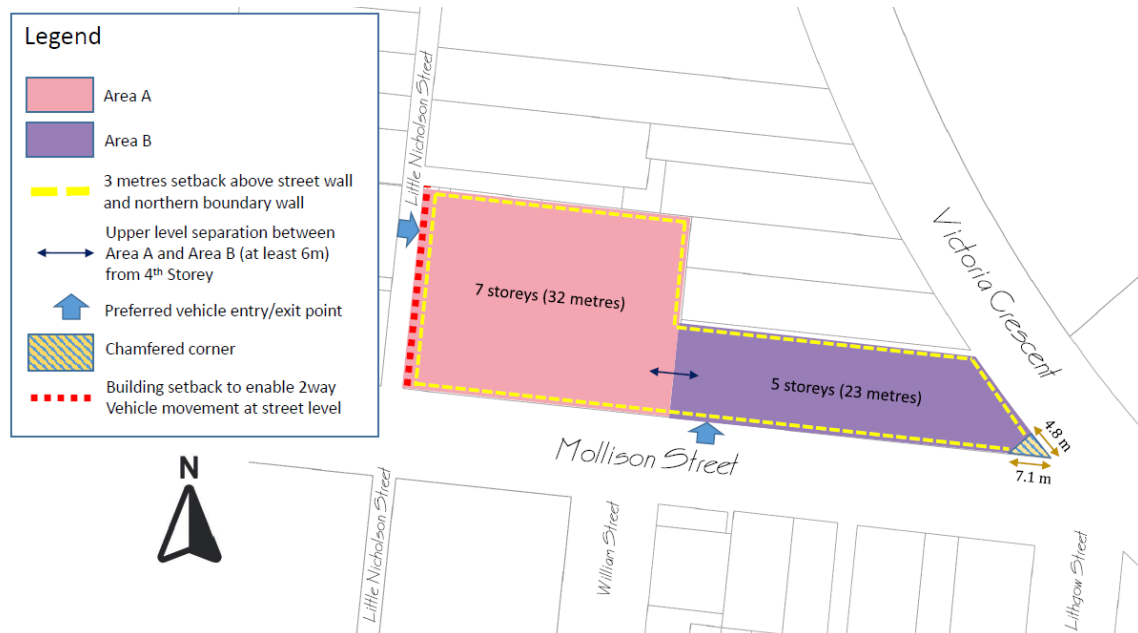 Legend
Area A
Area B
3 metres setback above street wall
and northern boundary wall
Upper level separation between
Area A and Area B (at least 6m)
from 4th Storey
Preferred vehicle entry/exit point
Chamfered corner
Building setback to enable 2way
Vehicle movement at street level
N
Little Nicholson Street
7 storeys (32 metres)
5 storeys (23 metres)
Victoria Crescent
4.8 m
7.1 m
Mollison Street
Little Nicholson Street
William Street
Lithgow Street